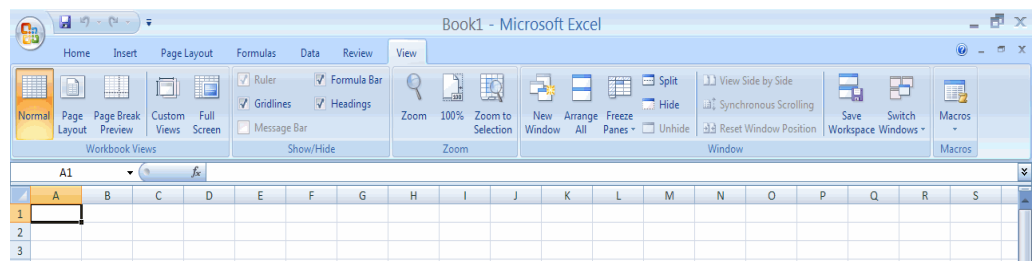 Book1 - Microsoft Excel
Home Insert Page Layout Formulas Data Review View
Normal Page Layout Page Break Preview Custom Views Full Screen
Workbook Views
Ruler Formula Bar
Gridlines Headings
Message Bar
Show/Hide
Zoom 100% Zoom to Selection
Zoom
New Window Arrange All Freeze Panes
Split
Hide
Unhide
View Side by Side
Synchronous Scrolling
Reset Window Position
Save Workspace Switch Windows
Window
Macros
Macros
A1 fx
A B C D E F G H I J K L M N O P Q R S
1
2
3